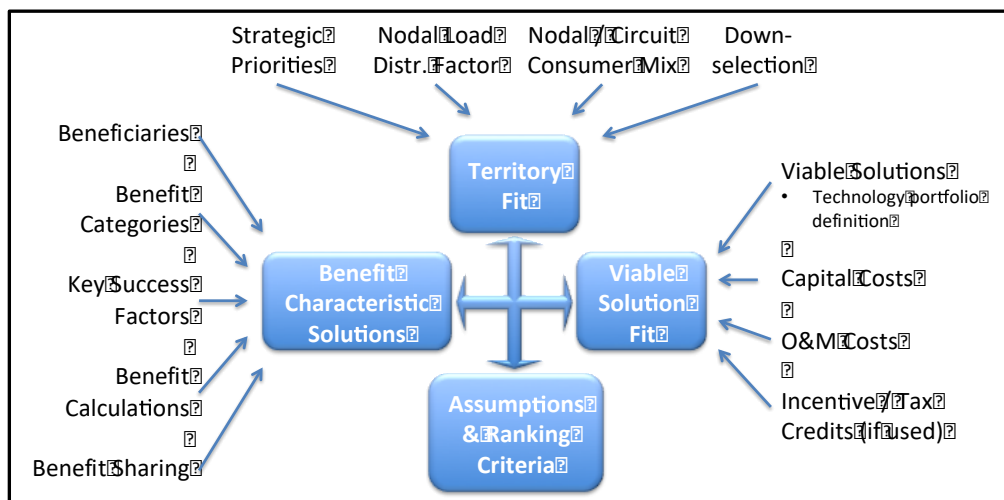 Strategic
Priorities
Nodal Load
Distr. Factor
Nodal / Circuit
Consumer Mix
Down-
selection
Territory
Fit
Beneficiaries
Benefit
Categories
Key Success
Factors
Benefit
Calculations
Benefit Sharing
Benefit
Characteristic
Solutions
Viable
Solution
Fit
Assumptions
& Ranking
Criteria
Viable Solutions
• Technology portfolio
definition
Capital Costs
O&M Costs
Incentive / Tax
Credits (if used)